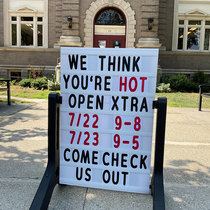 WE THINK
YOU'RE HOT
OPEN XTRA
7/22 9-8
7/23 9-5
COME CHECK
US OUT